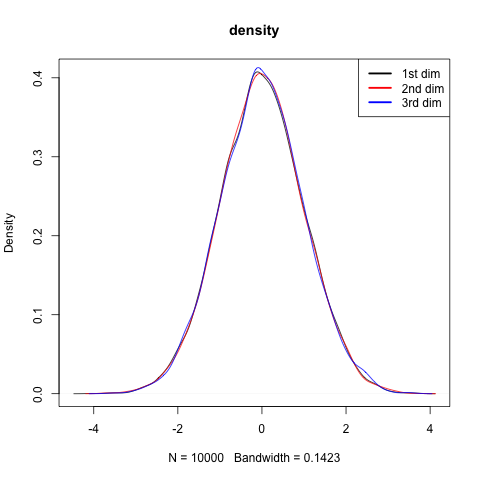 density
1st dim
2nd dim
3rd dim
Density
0.0
0.1
0.2
0.3
0.4
-4
-2
0
2
4
N = 10000   Bandwidth = 0.1423